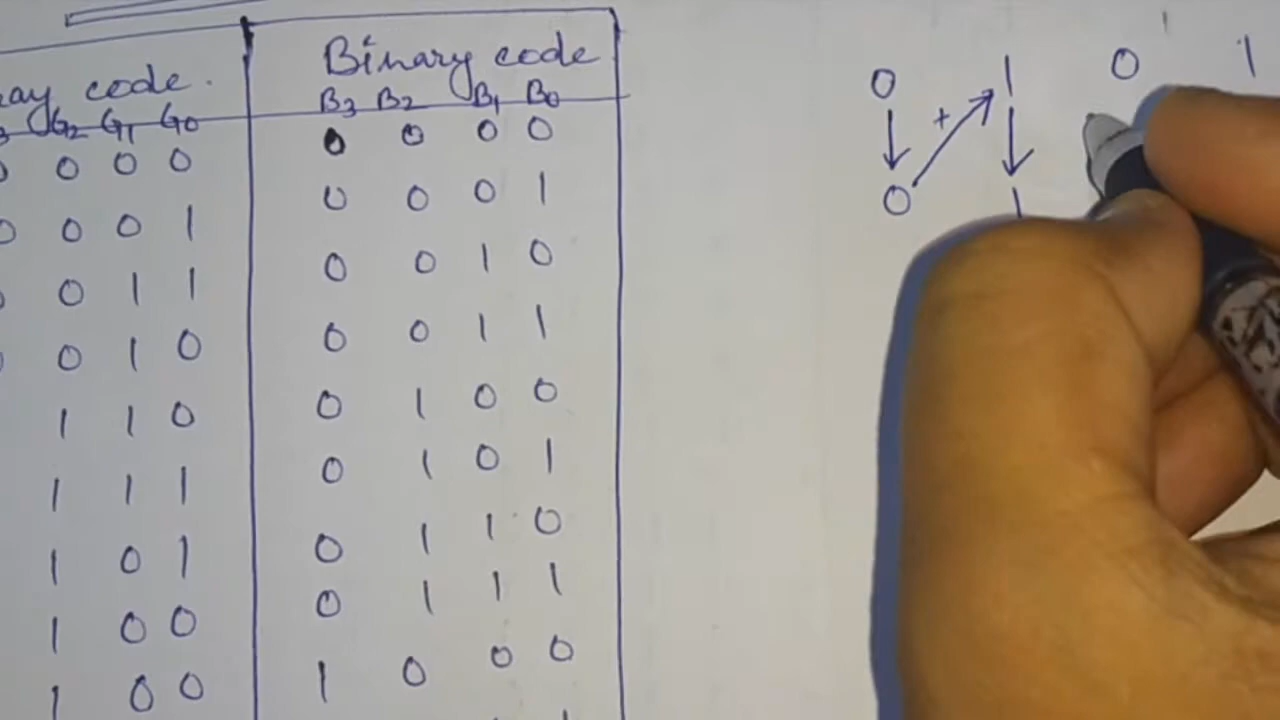 code. Binary code
G2 G1 G0 B3 B2 B1 B0
0 0 0 0 0 0 0 0
0 0 0 1 0 0 0 1
0 0 1 1 0 0 1 0
0 0 1 0 0 0 1 1
1 1 0 0 1 0 0
1 1 1 0 1 0 1
1 0 1 0 1 1 0
1 0 0 0 1 1 1
1 0 0 1 0 0 0
0 1 0 1
+
0 1